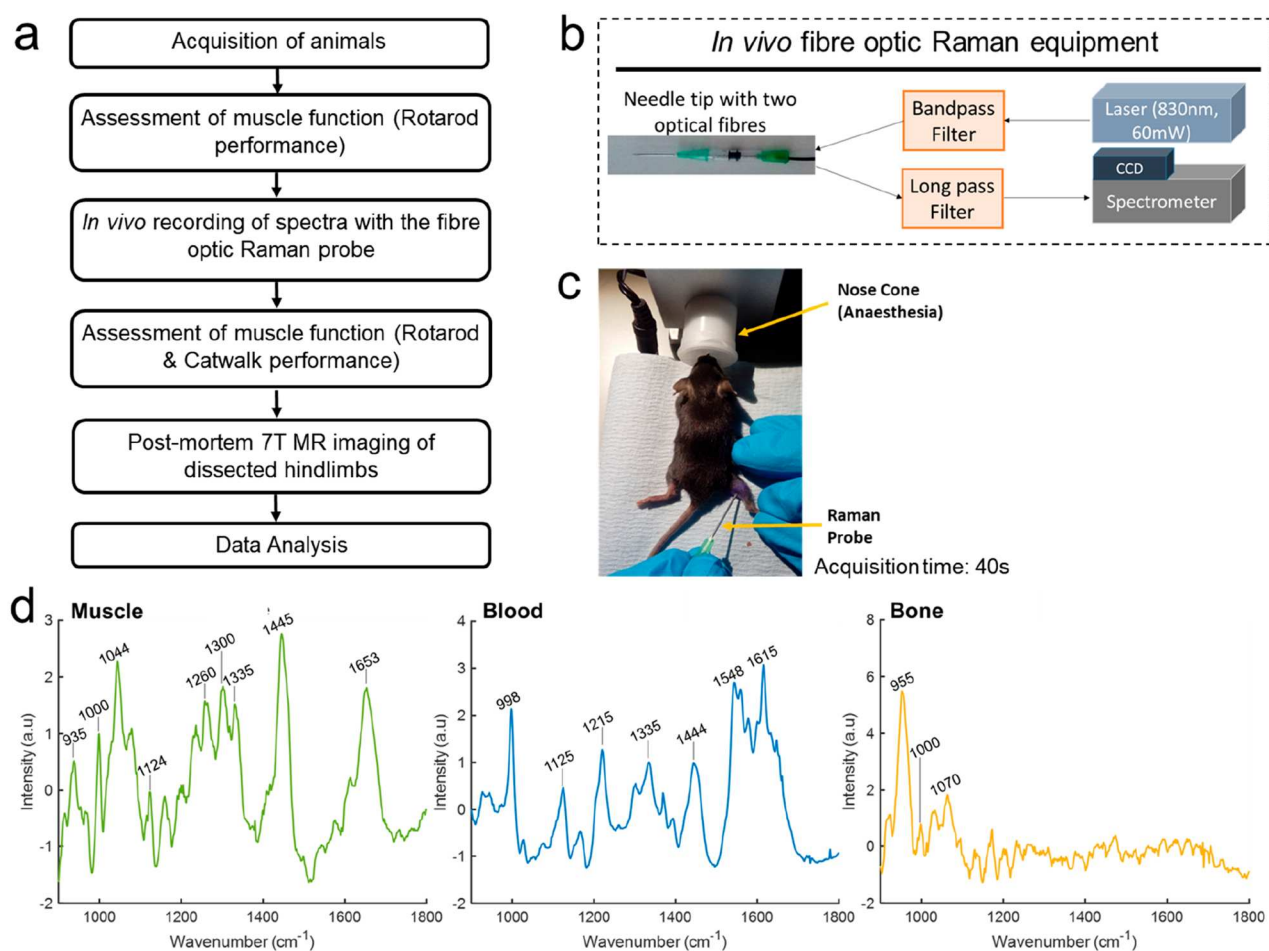 a
Acquisition of animals
Assessment of muscle function (Rotarod
performance)
In vivo recording of spectra with the fibre
optic Raman probe
Assessment of muscle function (Rotarod
& Catwalk performance)
Post-mortem 7T MR imaging of
dissected hindlimbs
Data Analysis
b
In vivo fibre optic Raman equipment
Needle tip with two
optical fibres
Bandpass
Filter
Long pass
Filter
Laser (830nm,
60mW)
CCD
Spectrometer
c
Nose Cone
(Anaesthesia)
Raman
Probe
Acquisition time: 40s
d
Muscle
Intensity (a.u)
3
2
1
0
-1
-2
935
1000
1044
1124
1260
1300
1335
1445
1653
1000
1200
1400
1600
1800
Wavenumber (cm⁻¹)
Blood
Intensity (a.u)
4
3
2
1
0
-1
-2
998
1125
1215
1335
1444
1548
1615
1000
1200
1400
1600
1800
Wavenumber (cm⁻¹)
Bone
Intensity (a.u)
8
6
4
2
0
-2
955
1000
1070
1000
1200
1400
1600
1800
Wavenumber (cm⁻¹)